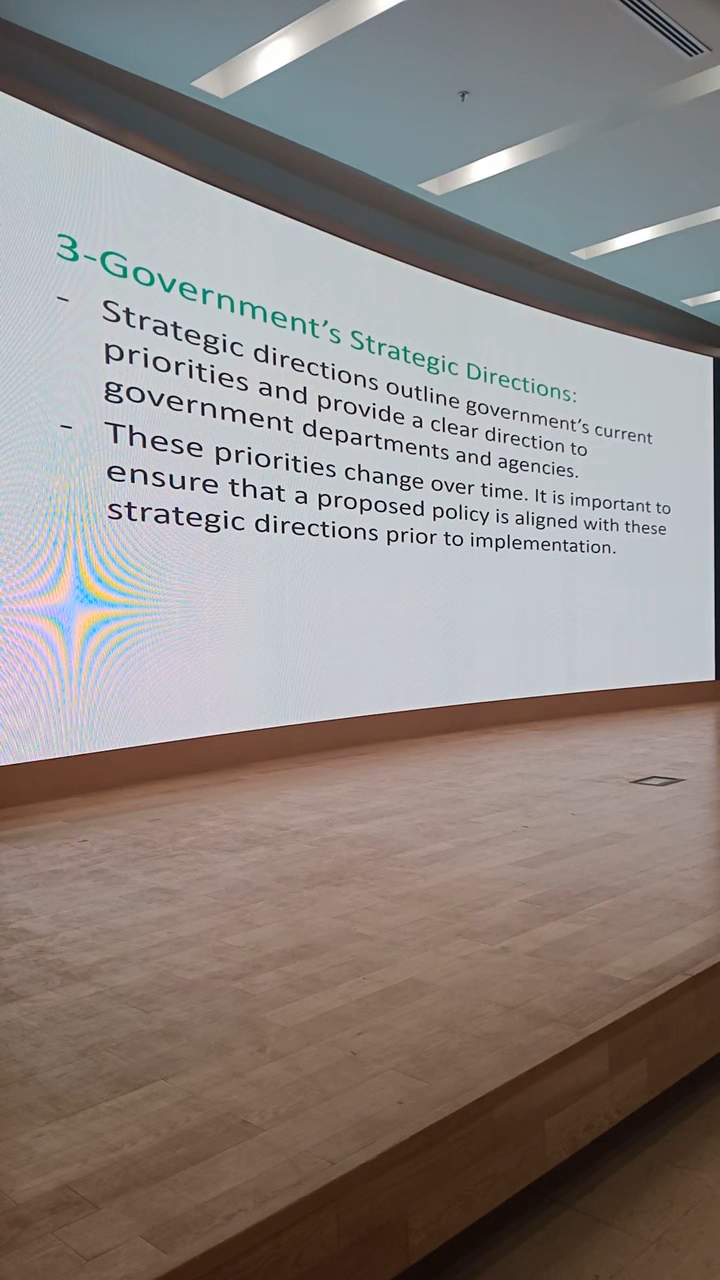 3-Government's Strategic Directions:
- Strategic directions outline government's current
priorities and provide a clear direction to
government departments and agencies.
- These priorities change over time. It is important to
ensure that a proposed policy is aligned with these
strategic directions prior to implementation.